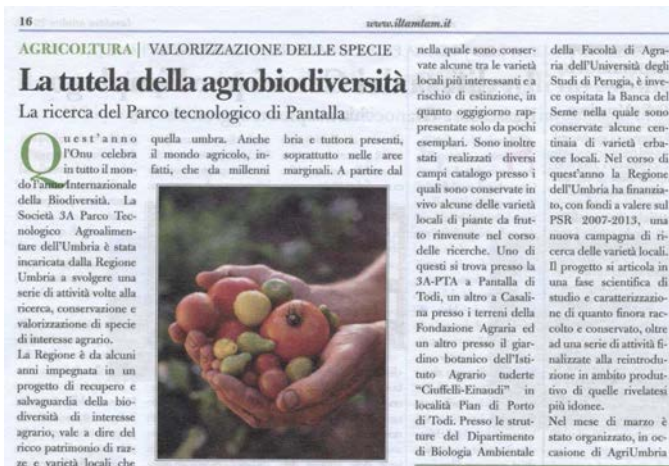 16
www.iltamtam.it
AGRICOLTURA | VALORIZZAZIONE DELLE SPECIE
La tutela della agrobiodiversità
La ricerca del Parco tecnologico di Pantalla
Quest'anno
l'Onu celebra
in tutto il mon-
do l'anno Internazionale
della Biodiversità. La
Società 3A Parco Tec-
nologico Agroalimen-
tare dell'Umbria è stata
incaricata dalla Regione
Umbria a svolgere una
serie di attività volte alla
ricerca, conservazione e
valorizzazione di specie
di interesse agrario.
La Regione è da alcuni
anni impegnata in un
progetto di recupero e
salvaguardia della bio-
diversità di interesse
agrario, vale a dire del
ricco patrimonio di raz-
ze e varietà locali che
quella umbra. Anche
il mondo agricolo, in-
fatti, che da millenni
bria e tuttora presenti,
soprattutto nelle aree
marginali. A partire dal
nella quale sono conser-
vate alcune tra le varietà
locali più interessanti e a
rischio di estinzione, in
quanto oggigiorno rap-
presentate solo da pochi
esemplari. Sono inoltre
stati realizzati diversi
campi catalogo presso i
quali sono conservate in
vivo alcune delle varietà
locali di piante da frut-
to rinvenute nel corso
delle ricerche. Uno di
questi si trova presso la
3A-PTA a Pantalla di
Todi, un altro a Casali-
na presso i terreni della
Fondazione Agraria ed
un altro presso il giar-
dino botanico dell'Isti-
tuto Agrario tuderte
"Ciuffelli-Einaudi" in
località Pian di Porto
di Todi. Presso le strut-
ture del Dipartimento
di Biologia Ambientale
della Facoltà di Agra-
ria dell'Università degli
Studi di Perugia, è inve-
ce ospitata la Banca del
Seme nella quale sono
conservate alcune cen-
tinaia di varietà erba-
cee locali. Nel corso di
quest'anno la Regione
dell'Umbria ha finanzia-
to, con fondi a valere sul
PSR 2007-2013, una
nuova campagna di ri-
cerca delle varietà locali.
Il progetto si articola in
una fase scientifica di
studio e caratterizzazio-
ne di quanto finora rac-
colto e conservato, oltre
ad una serie di attività fi-
nalizzate alla reintrodu-
zione in ambito produt-
tivo di quelle rivelatesi
più idonee.
Nel mese di marzo è
stato organizzato, in oc-
casione di AgriUmbria